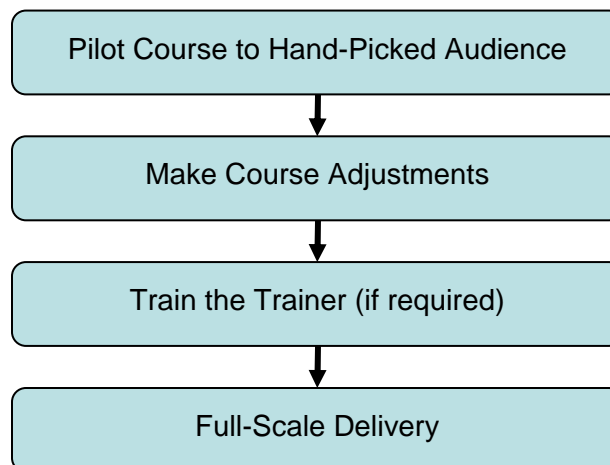 Pilot Course to Hand-Picked Audience
Make Course Adjustments
Train the Trainer (if required)
Full-Scale Delivery